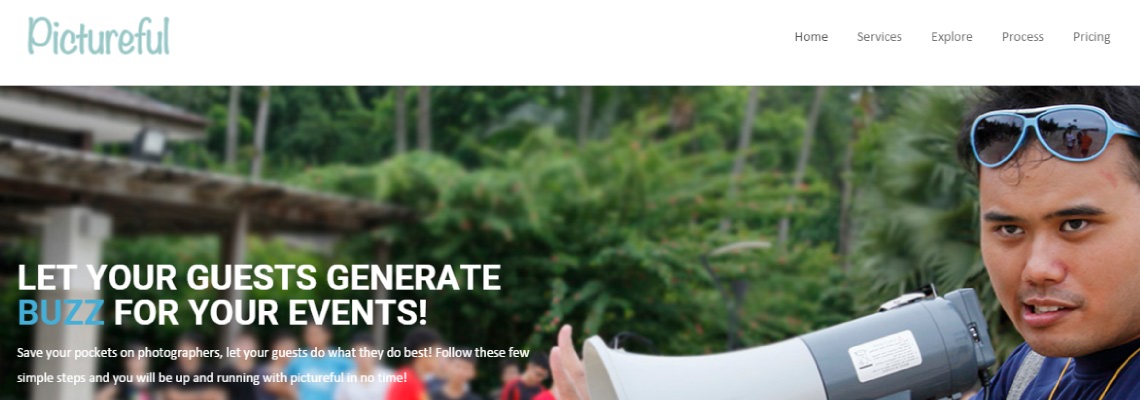 Pictureful
Home Services Explore Process Pricing
LET YOUR GUESTS GENERATE
BUZZ FOR YOUR EVENTS!
Save your pockets on photographers, let your guests do what they do best! Follow these few
simple steps and you will be up and running with pictureful in no time!